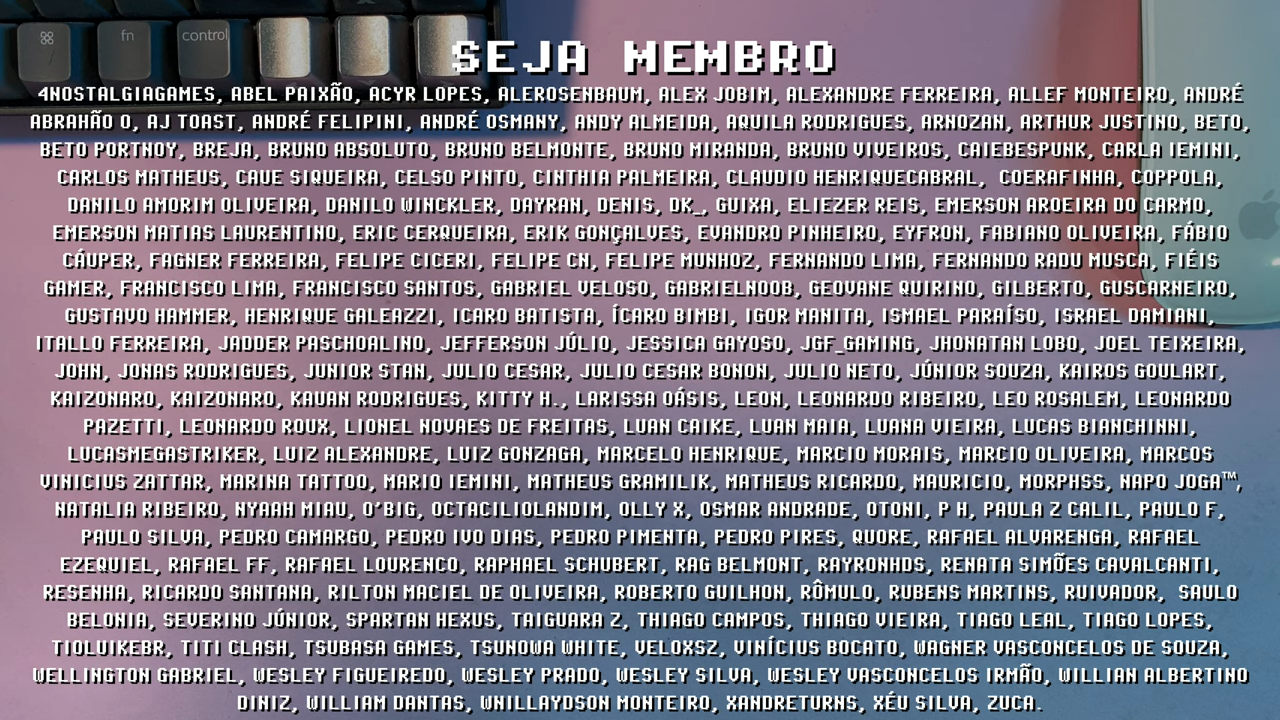 ⌘ fn control
SEJA MEMBRO
4NOSTALGIAGAMES, ABEL PAIXÃO, ACYR LOPES, ALEROSENBAUM, ALEX JOBIM, ALEXANDRE FERREIRA, ALLEF MONTEIRO, ANDRÉ
ABRAHÃO O, AJ TOAST, ANDRÉ FELIPINI, ANDRÉ OSMANY, ANDY ALMEIDA, AQUILA RODRIGUES, ARNOZAN, ARTHUR JUSTINO, BETO,
BETO PORTNOY, BREJA, BRUNO ABSOLUTO, BRUNO BELMONTE, BRUNO MIRANDA, BRUNO VIVEIROS, CAIEBESPUNK, CARLA IEMINI,
CARLOS MATHEUS, CAUE SIQUEIRA, CELSO PINTO, CINTHIA PALMEIRA, CLAUDIO HENRIQUECABRAL, COERAFINHA, COPPOLA,
DANILO AMORIM OLIVEIRA, DANILO WINCKLER, DAYRAN, DENIS, DK_, GUIXA, ELIEZER REIS, EMERSON AROEIRA DO CARMO,
EMERSON MATIAS LAURENTINO, ERIC CERQUEIRA, ERIK GONÇALVES, EVANDRO PINHEIRO, EYFRON, FABIANO OLIVEIRA, FÁBIO
CÁUPER, FAGNER FERREIRA, FELIPE CICERI, FELIPE CN, FELIPE MUNHOZ, FERNANDO LIMA, FERNANDO RADU MUSCA, FIÉIS
GAMER, FRANCISCO LIMA, FRANCISCO SANTOS, GABRIEL VELOSO, GABRIELNOOB, GEOVANE QUIRINO, GILBERTO, GUSCARNEIRO,
GUSTAVO HAMMER, HENRIQUE GALEAZZI, ICARO BATISTA, ÍCARO BIMBI, IGOR MANITA, ISMAEL PARAÍSO, ISRAEL DAMIANI,
ITALLO FERREIRA, JADDER PASCHOALINO, JEFFERSON JÚLIO, JESSICA GAYOSO, JGF_GAMING, JHONATAN LOBO, JOEL TEIXEIRA,
JOHN, JONAS RODRIGUES, JUNIOR STAN, JULIO CESAR, JULIO CESAR BONON, JULIO NETO, JÚNIOR SOUZA, KAIROS GOULART,
KAIZONARO, KAIZONARO, KAUAN RODRIGUES, KITTY H., LARISSA OÁSIS, LEON, LEONARDO RIBEIRO, LEO ROSALEM, LEONARDO
PAZETTI, LEONARDO ROUX, LIONEL NOVAES DE FREITAS, LUAN CAIKE, LUAN MAIA, LUANA VIEIRA, LUCAS BIANCHINNI,
LUCASMEGASTRIKER, LUIZ ALEXANDRE, LUIZ GONZAGA, MARCELO HENRIQUE, MARCIO MORAIS, MARCIO OLIVEIRA, MARCOS
VINICIUS ZATTAR, MARINA TATTOO, MARIO IEMINI, MATHEUS GRAMILIK, MATHEUS RICARDO, MAURICIO, MORPHSS, NAPO JOGA™,
NATALIA RIBEIRO, NYAAH MIAU, O'BIG, OCTACILIOLANDIM, OLLY X, OSMAR ANDRADE, OTONI, P H, PAULA Z CALIL, PAULO F,
PAULO SILVA, PEDRO CAMARGO, PEDRO IVO DIAS, PEDRO PIMENTA, PEDRO PIRES, QUORE, RAFAEL ALVARENGA, RAFAEL
EZEQUIEL, RAFAEL FF, RAFAEL LOURENCO, RAPHAEL SCHUBERT, RAG BELMONT, RAYRONHDS, RENATA SIMÕES CAVALCANTI,
RESENHA, RICARDO SANTANA, RILTON MACIEL DE OLIVEIRA, ROBERTO GUILHON, RÔMULO, RUBENS MARTINS, RUIVADOR, SAULO
BELONIA, SEVERINO JÚNIOR, SPARTAN HEXUS, TAIGUARA Z, THIAGO CAMPOS, THIAGO VIEIRA, TIAGO LEAL, TIAGO LOPES,
TIOLUIKEBR, TITI CLASH, TSUBASA GAMES, TSUNOWA WHITE, VELOXSZ, VINÍCIUS BOCATO, WAGNER VASCONCELOS DE SOUZA,
WELLINGTON GABRIEL, WESLEY FIGUEIREDO, WESLEY PRADO, WESLEY SILVA, WESLEY VASCONCELOS IRMÃO, WILLIAN ALBERTINO
DINIZ, WILLIAM DANTAS, WNILLAYDSON MONTEIRO, XANDRETURNS, XÉU SILVA, ZUCA.